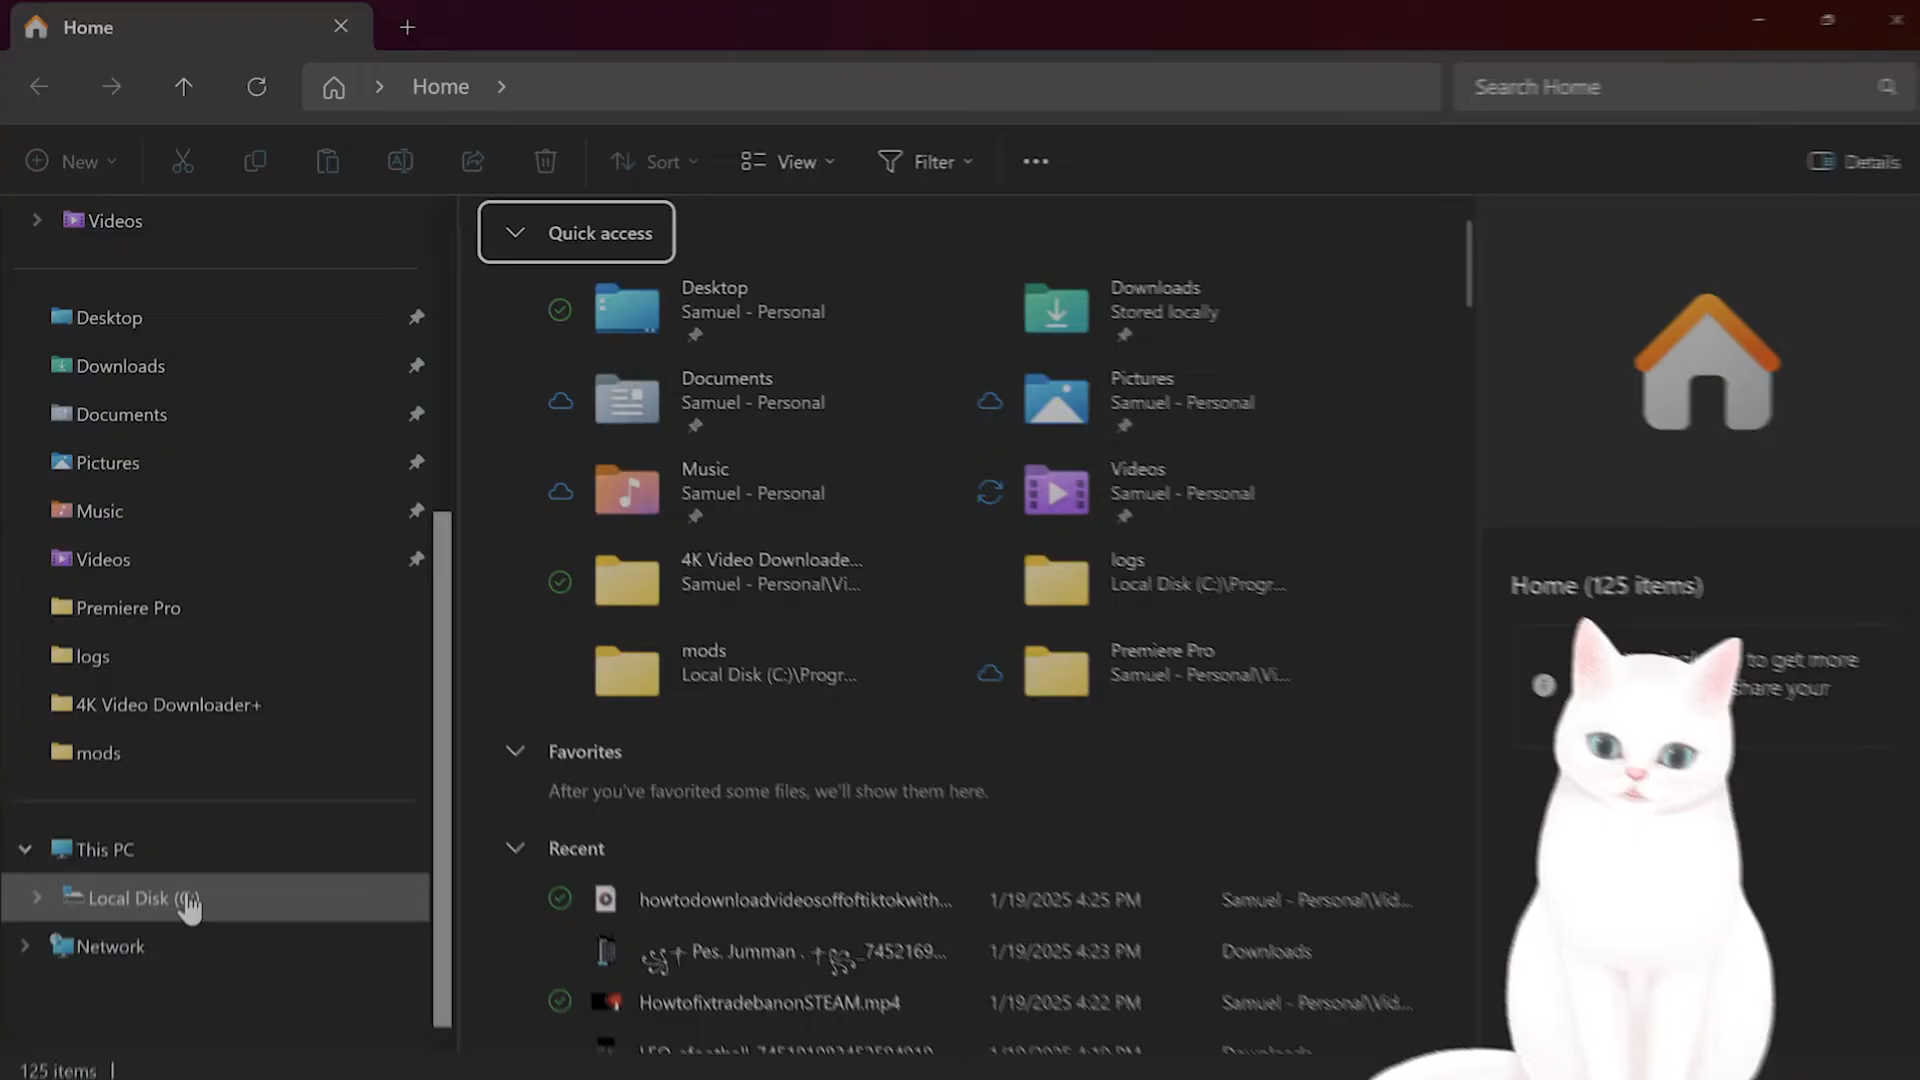 Home
Home
Search Home
New
Sort
View
Filter
Details
Videos
Desktop
Downloads
Documents
Pictures
Music
Videos
Premiere Pro
logs
4K Video Downloader+
mods
This PC
Local Disk
Network
125 items
Quick access
Desktop
Samuel - Personal
Downloads
Stored locally
Documents
Samuel - Personal
Pictures
Samuel - Personal
Music
Samuel - Personal
Videos
Samuel - Personal
4K Video Downloade...
Samuel - Personal\Vi...
logs
Local Disk (C:)\Progr...
mods
Local Disk (C:)\Progr...
Premiere Pro
Samuel - Personal\Vi...
Favorites
After you've favorited some files, we'll show them here.
Recent
howtodownloadvideosoffoftiktokwith... 1/19/2025 4:25 PM Samuel - Personal\Vid...
Pes. Jumman . 7452169... 1/19/2025 4:23 PM Downloads
HowtofixtradebanonSTEAM.mp4 1/19/2025 4:22 PM Samuel - Personal\Vid...
Home (125 items)
to get more
share your